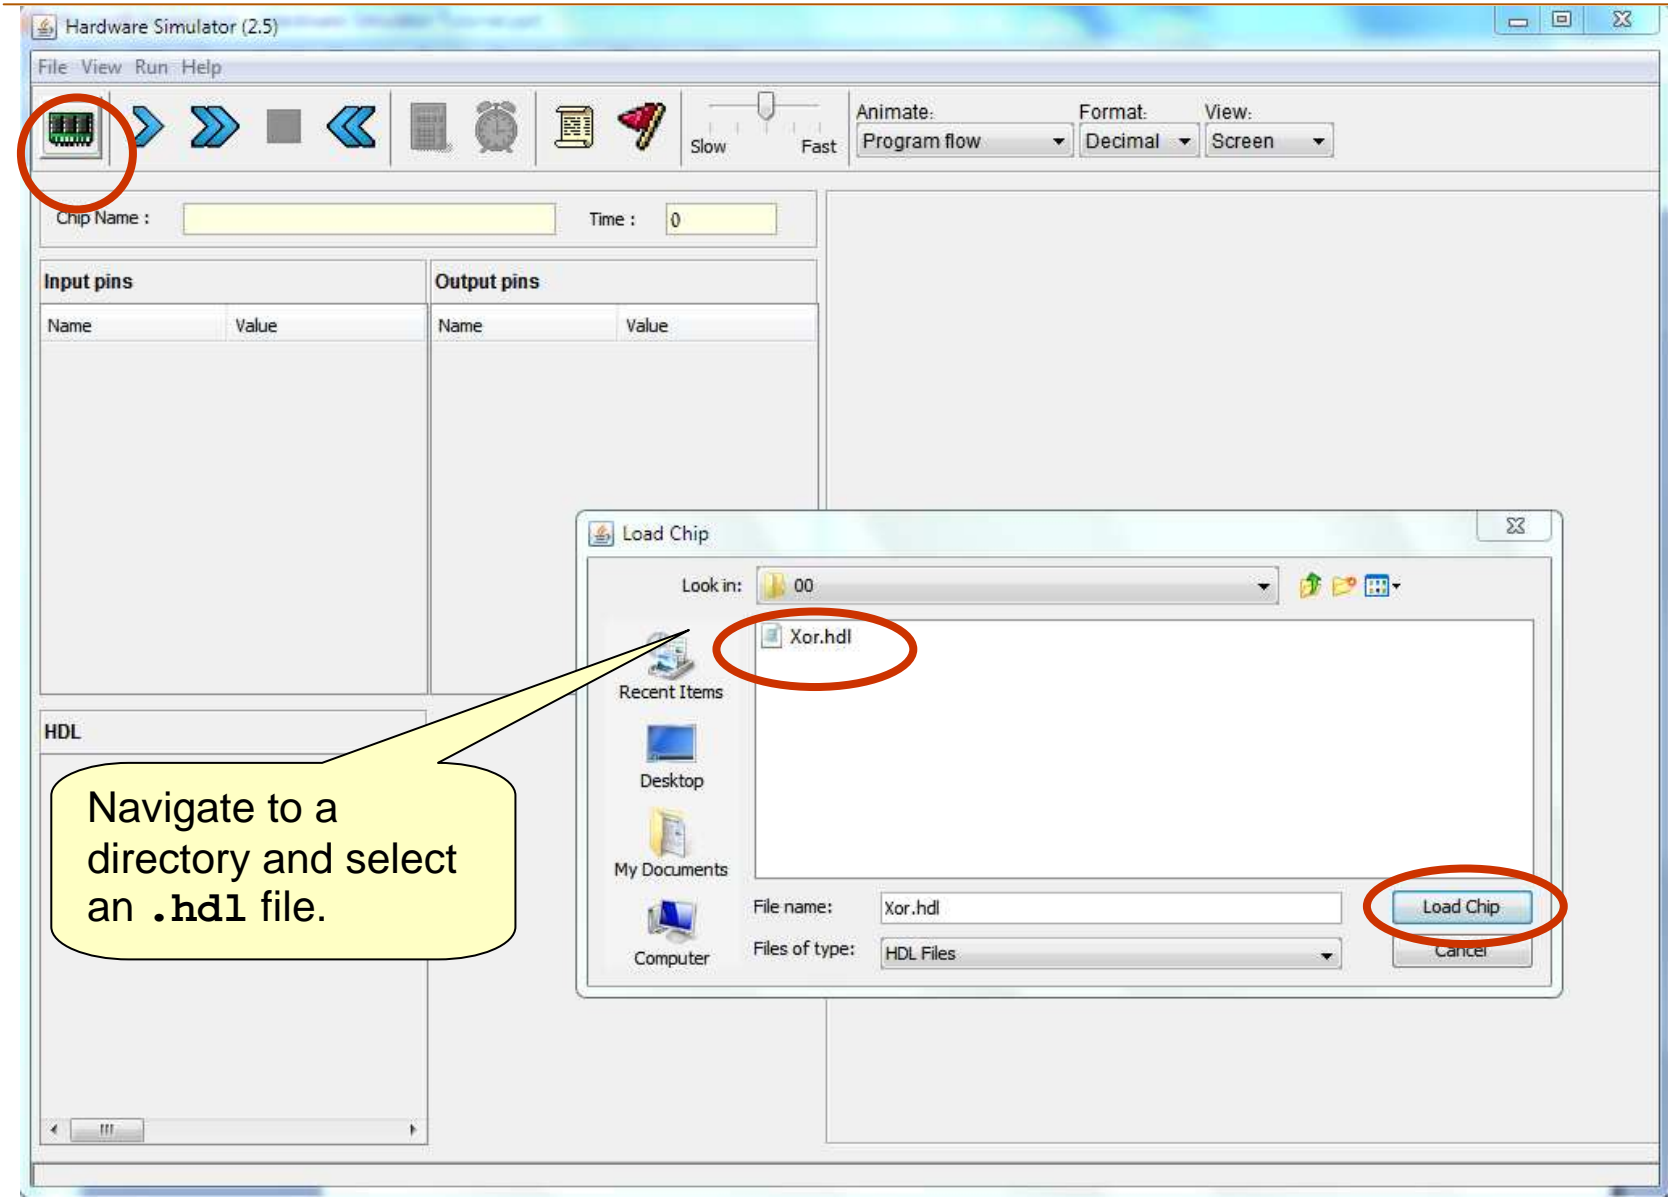 Hardware Simulator (2.5)
File View Run Help
Slow Fast
Animate: Format: View:
Program flow Decimal Screen
Chip Name : Time : 0
Input pins Output pins
Name Value Name Value
Load Chip
Look in: 00
Xor.hdl
Recent Items
Desktop
My Documents
Computer
File name: Xor.hdl Load Chip
Files of type: HDL Files Cancel
HDL
Navigate to a
directory and select
an .hdl file.